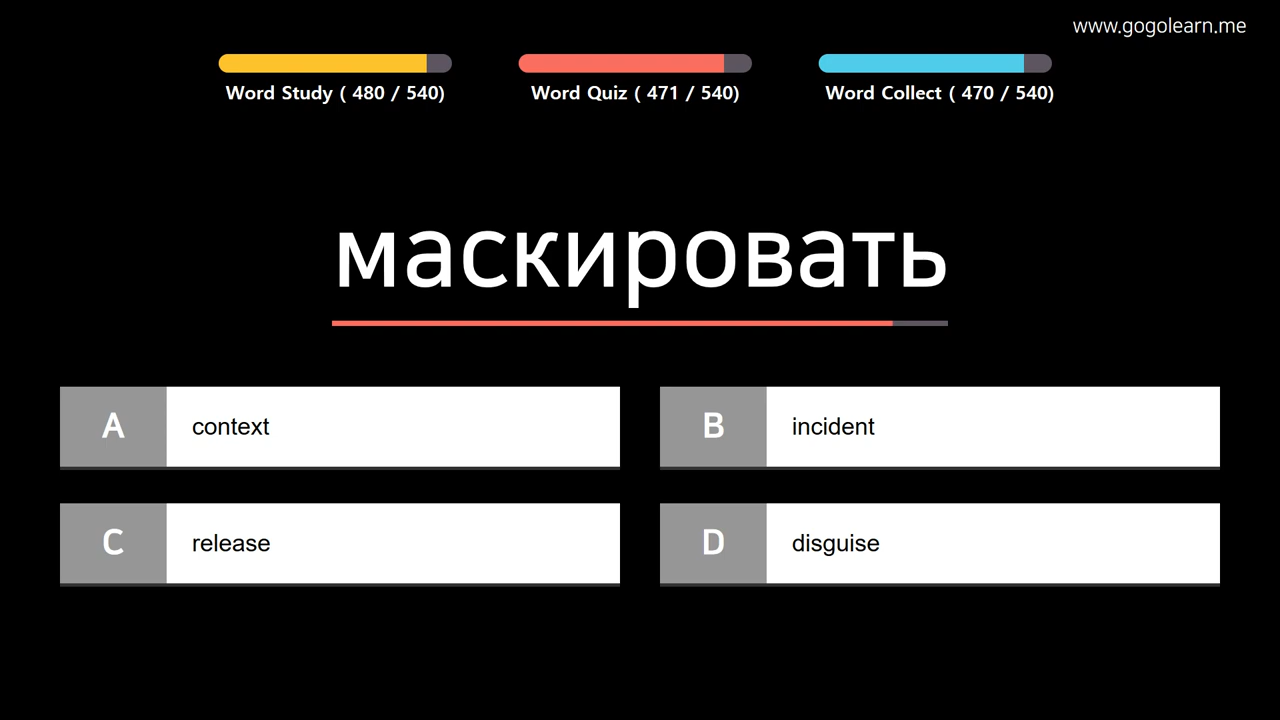 www.gogolearn.me
Word Study ( 480 / 540)
Word Quiz ( 471 / 540)
Word Collect ( 470 / 540)
маскировать
A
context
B
incident
C
release
D
disguise